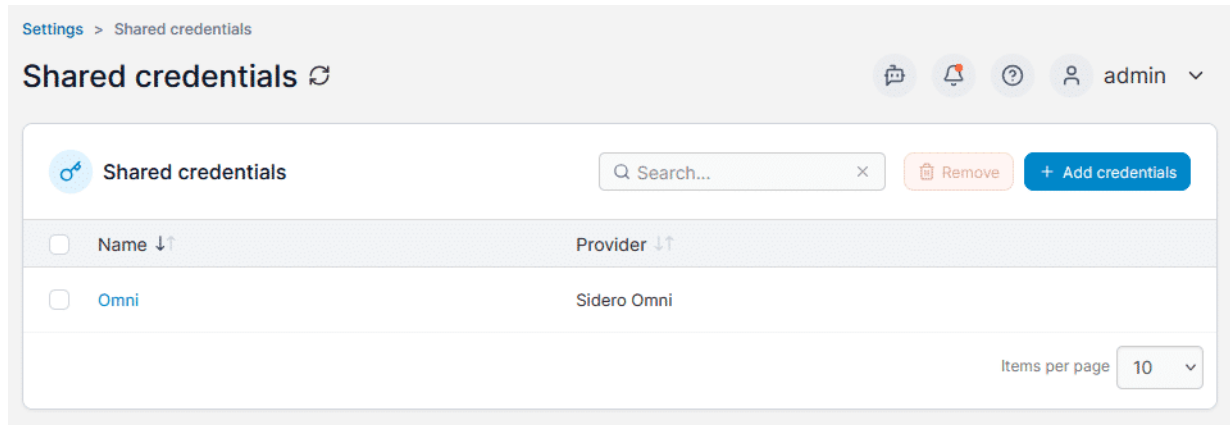 Settings > Shared credentials
Shared credentials
admin
Shared credentials
Search...
Remove
+ Add credentials
Name
Provider
Omni
Sidero Omni
Items per page
10